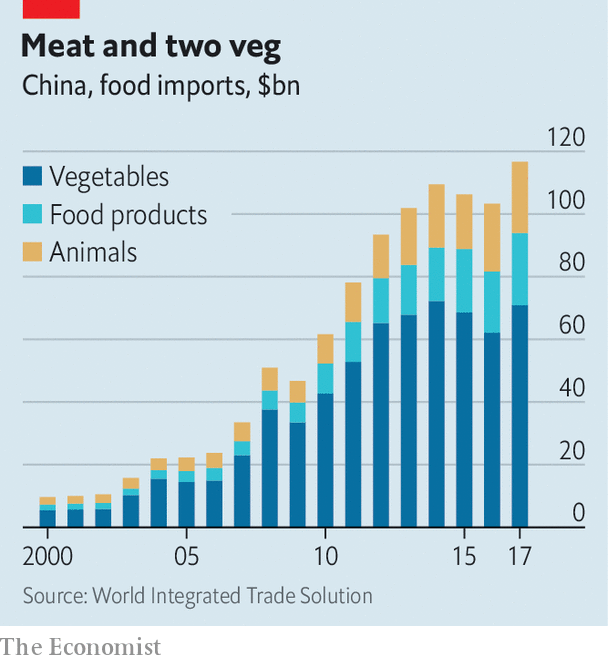 Meat and two veg
China, food imports, $bn
120
Vegetables
100
Food products
Animals
80
60
40
20
0
2000 05 10 15 17
Source: World Integrated Trade Solution
The Economist